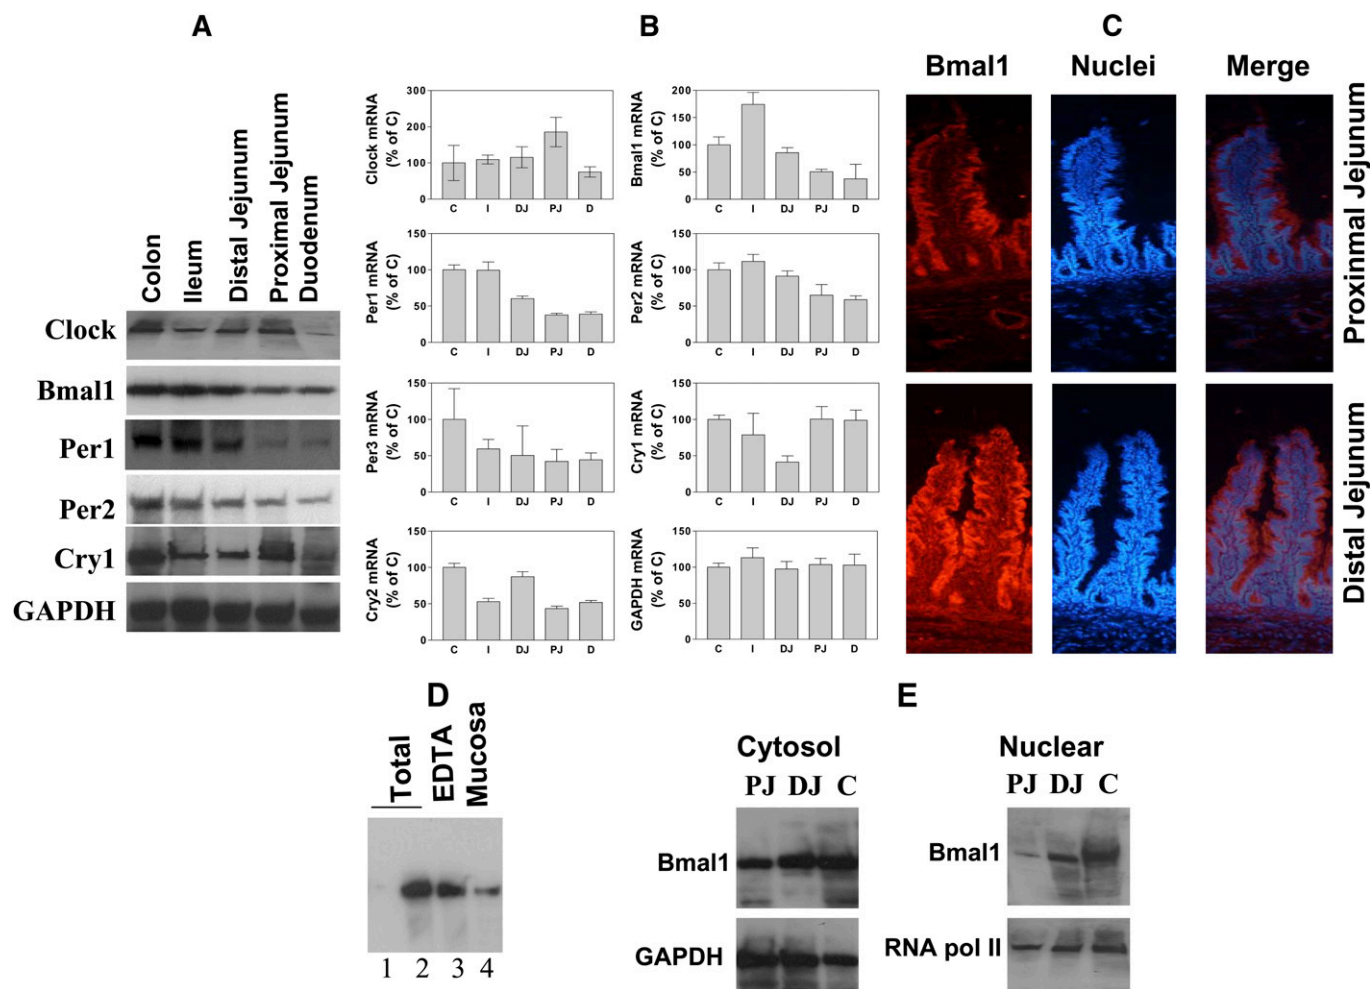 A
B
C
Colon
Ileum
Distal Jejunum
Proximal Jejunum
Duodenum
Clock
Bmal1
Per1
Per2
Cry1
GAPDH
Clock mRNA
(% of C)
300
200
100
0
C I DJ PJ D
Bmal1 mRNA
(% of C)
200
150
100
50
0
C I DJ PJ D
Per1 mRNA
(% of C)
150
100
50
0
C I DJ PJ D
Per2 mRNA
(% of C)
150
100
50
0
C I DJ PJ D
Per3 mRNA
(% of C)
150
100
50
0
C I DJ PJ D
Cry1 mRNA
(% of C)
150
100
50
0
C I DJ PJ D
Cry2 mRNA
(% of C)
150
100
50
0
C I DJ PJ D
GAPDH mRNA
(% of C)
150
100
50
0
C I DJ PJ D
Bmal1 Nuclei Merge
Proxinmal Jejunum
Distal Jejunum
D
Total
EDTA
Mucosa
1 2 3 4
E
Cytosol
PJ DJ C
Bmal1
GAPDH
Nuclear
PJ DJ C
Bmal1
RNA pol II